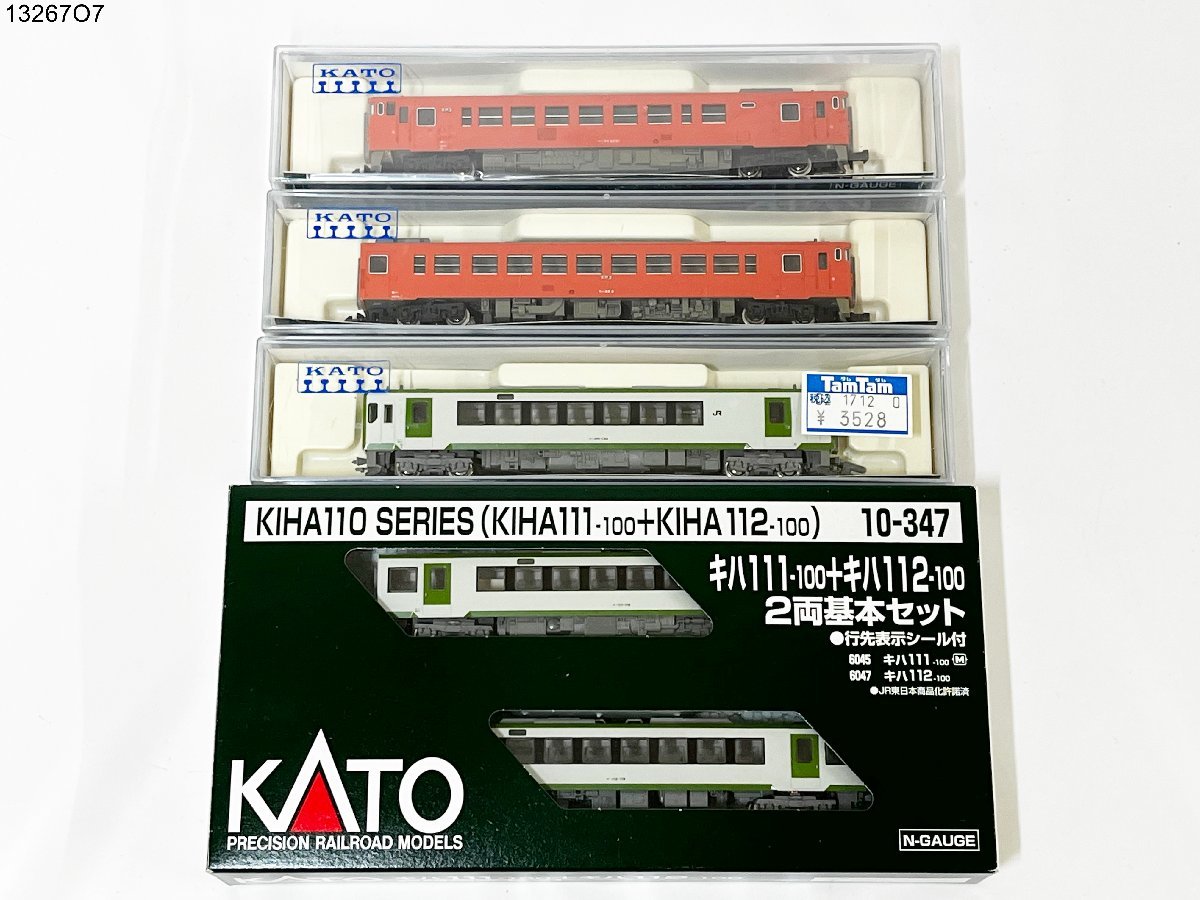 13267O7
KATO
N-GAUGE
KATO
KATO
JR
TamTam
税込 1712 0
¥ 3528
KIHA110 SERIES (KIHA111-100+KIHA112-100) 10-347
キハ111-100+キハ112-100
2両基本セット
●行先表示シール付
6045 キハ111-100 M
6047 キハ112-100
●JR東日本商品化許諾済
KATO
PRECISION RAILROAD MODELS
N-GAUGE